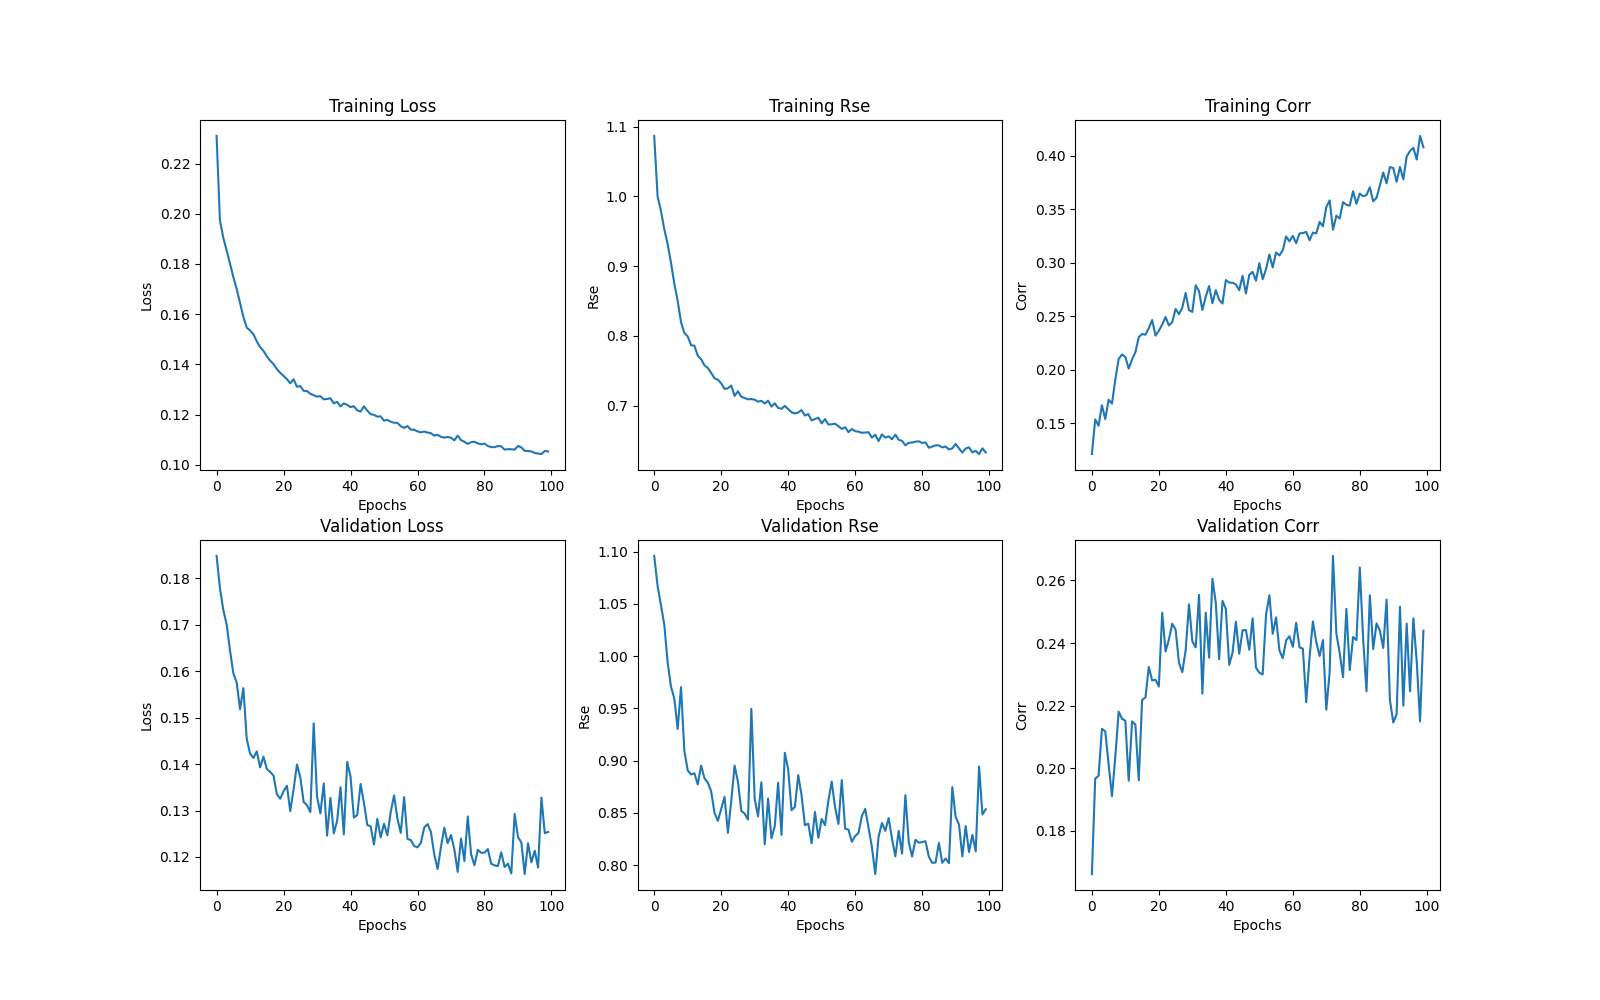 Training Loss
Training Rse
Training Corr
Loss
0.22
0.20
0.18
0.16
0.14
0.12
0.10
0 20 40 60 80 100
Epochs
Rse
1.1
1.0
0.9
0.8
0.7
0 20 40 60 80 100
Epochs
Corr
0.40
0.35
0.30
0.25
0.20
0.15
0 20 40 60 80 100
Epochs
Validation Loss
Validation Rse
Validation Corr
Loss
0.18
0.17
0.16
0.15
0.14
0.13
0.12
0 20 40 60 80 100
Epochs
Rse
1.10
1.05
1.00
0.95
0.90
0.85
0.80
0 20 40 60 80 100
Epochs
Corr
0.26
0.24
0.22
0.20
0.18
0 20 40 60 80 100
Epochs